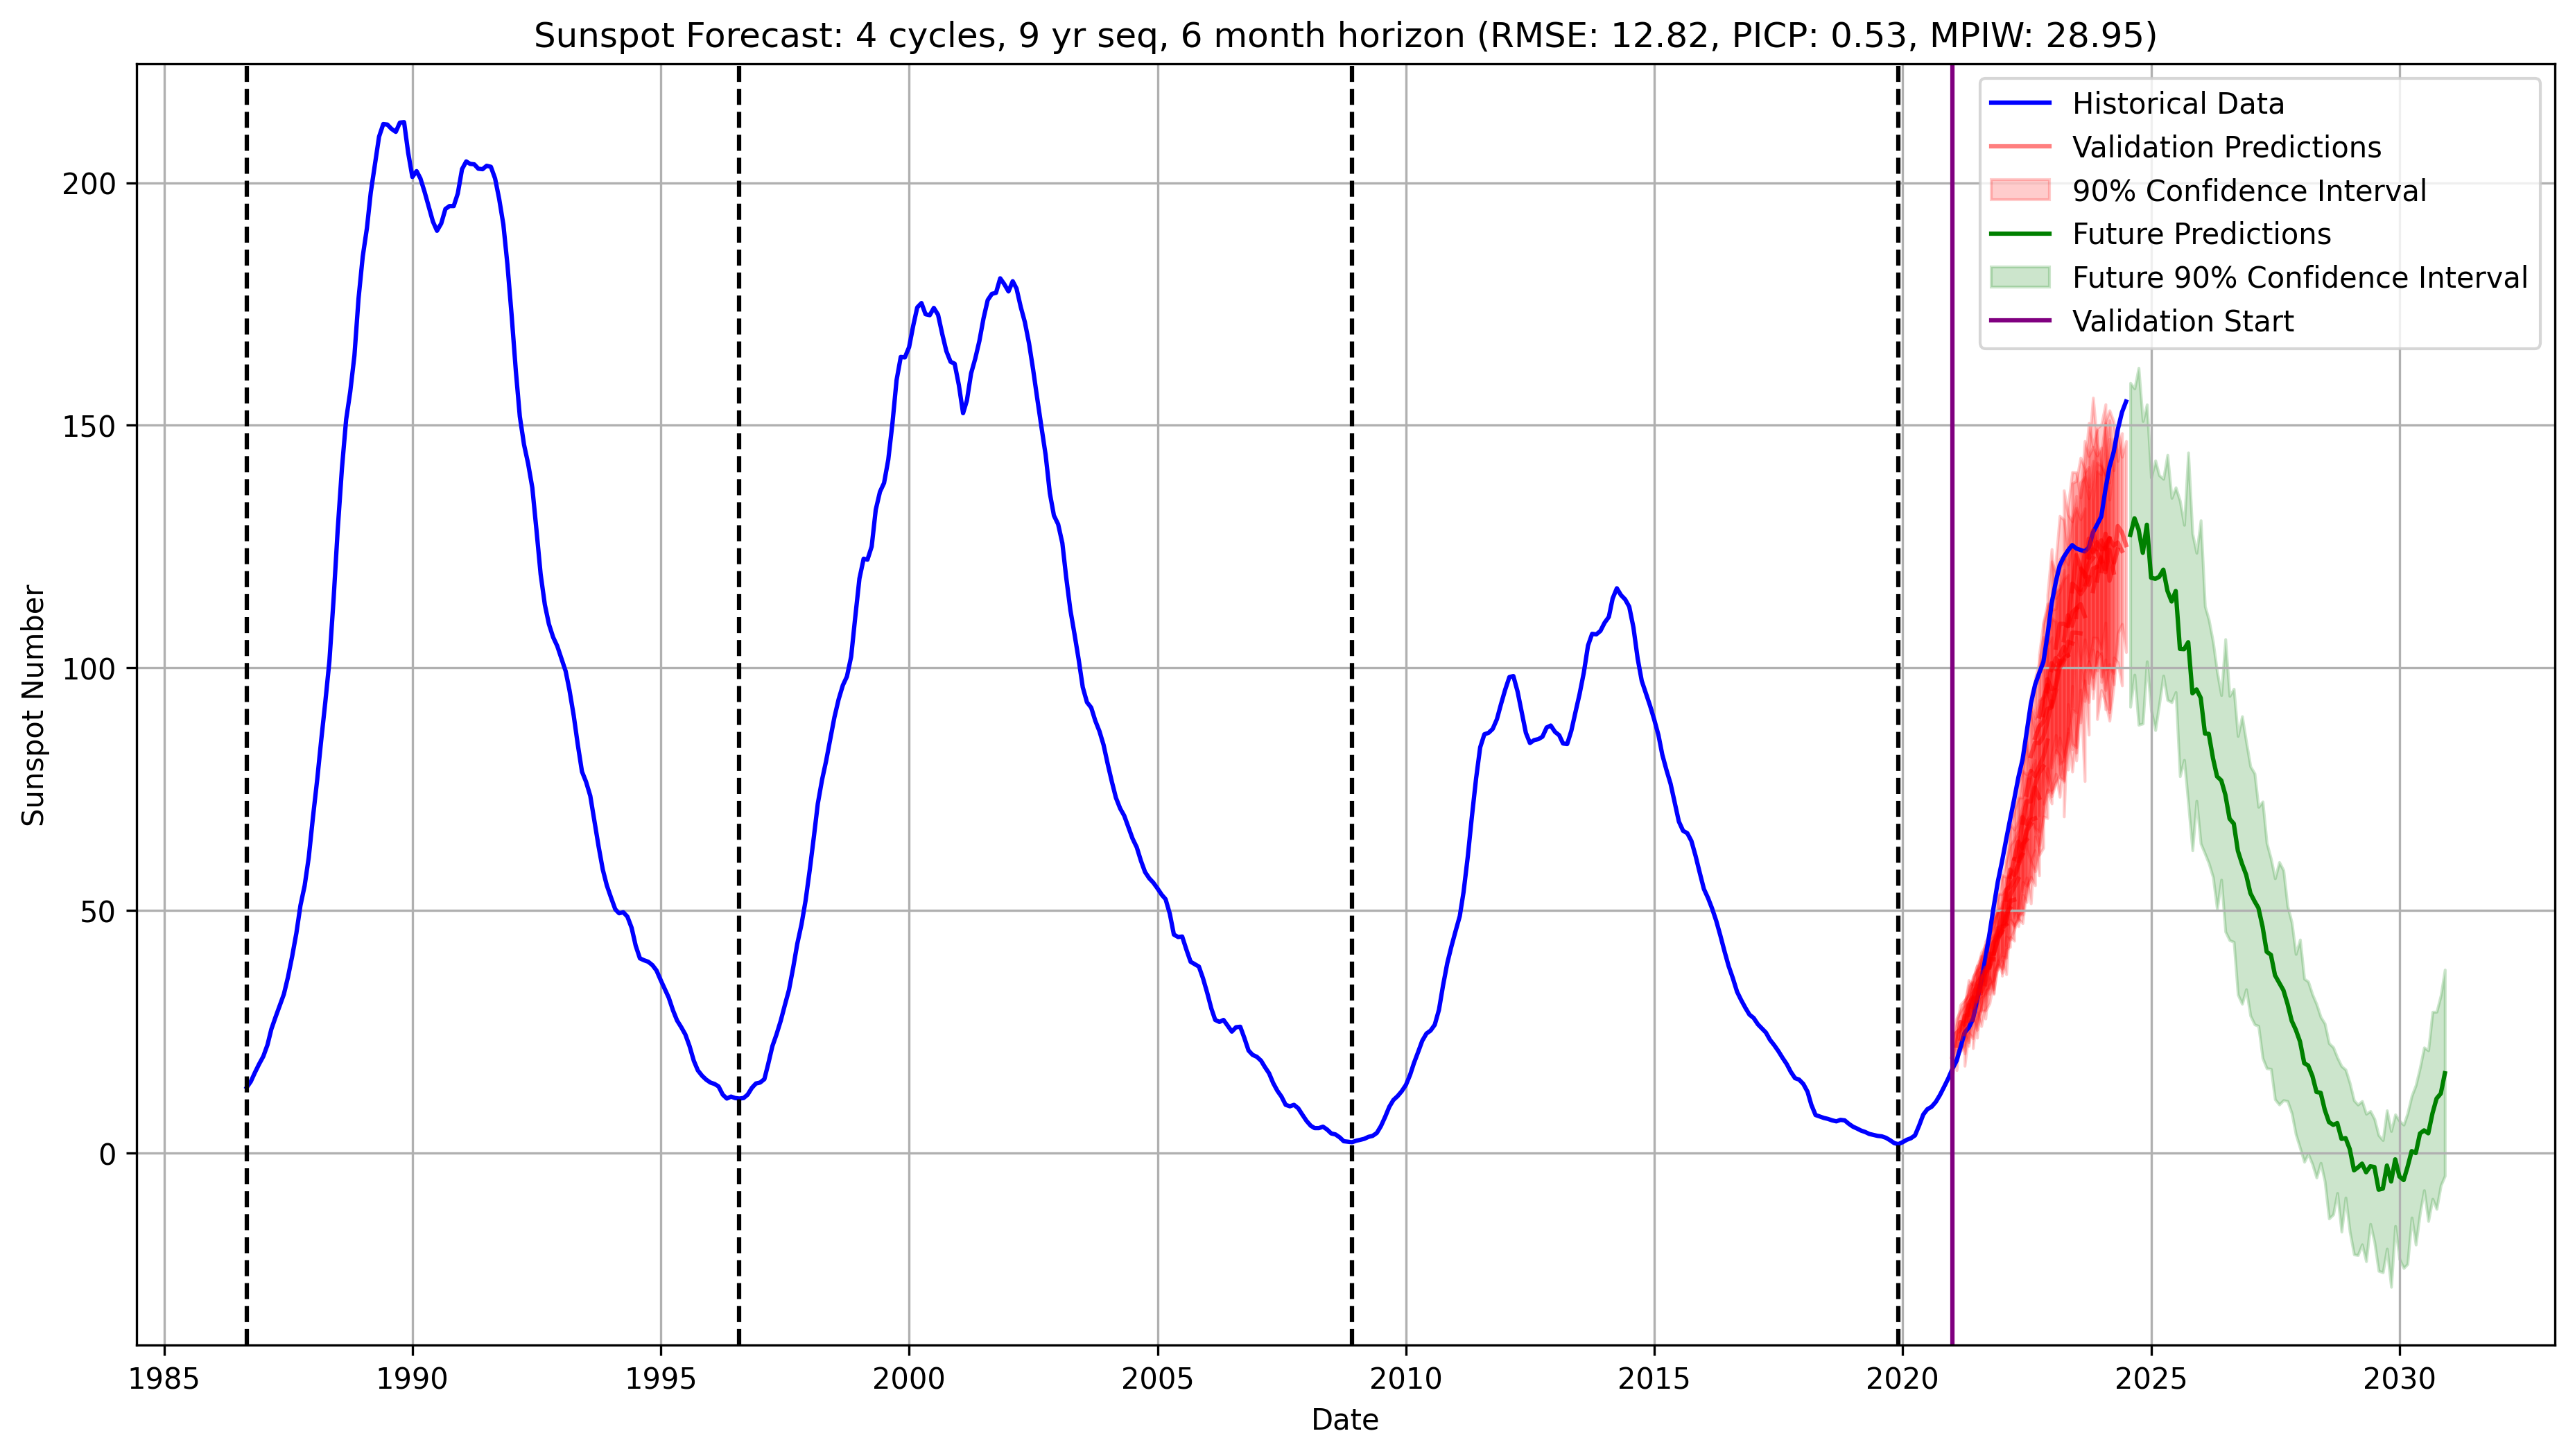 Sunspot Forecast: 4 cycles, 9 yr seq, 6 month horizon (RMSE: 12.82, PICP: 0.53, MPIW: 28.95)
Historical Data
Validation Predictions
90% Confidence Interval
Future Predictions
Future 90% Confidence Interval
Validation Start
Sunspot Number
200
150
100
50
0
1985 1990 1995 2000 2005 2010 2015 2020 2025 2030
Date